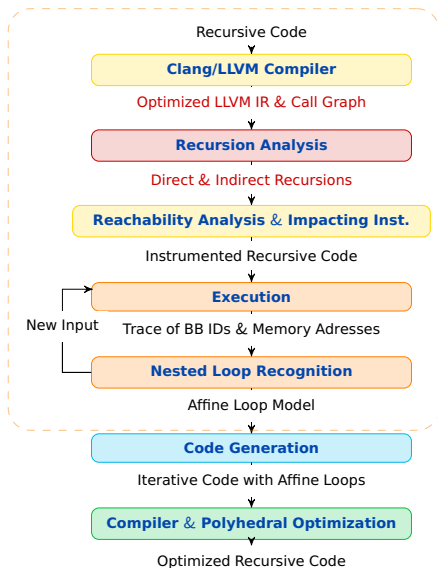 Recursive Code
Clang/LLVM Compiler
Optimized LLVM IR & Call Graph
Recursion Analysis
Direct & Indirect Recursions
Reachability Analysis & Impacting Inst.
Instrumented Recursive Code
Execution
New Input
Trace of BB IDs & Memory Adresses
Nested Loop Recognition
Affine Loop Model
Code Generation
Iterative Code with Affine Loops
Compiler & Polyhedral Optimization
Optimized Recursive Code